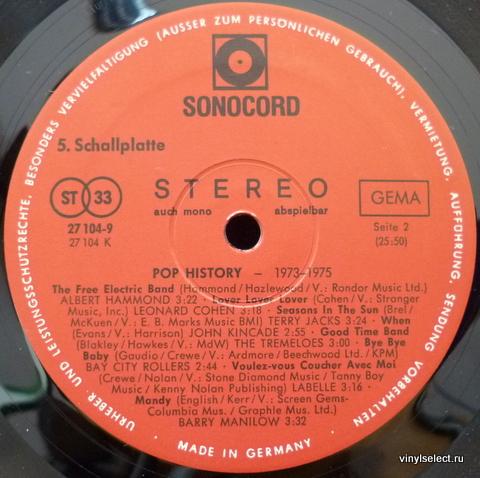 URHEBER UND LEISTUNGSSCHUTZRECHTE, BESONDERS VERVIELFÄLTIGUNG (AUSSER ZUM PERSÖNLICHEN GEBRAUCH), VERMIETUNG, AUFFÜHRUNG, SENDUNG VORBEHALTEN
SONOCORD
5. Schallplatte
ST 33
STEREO
GEMA
auch mono abspielbar
27 104-9
Seite 2
27 104 K
(25:50)
POP HISTORY – 1973-1975
The Free Electric Band (Hammond / Hazlewood / V.: Rondor Music Ltd.)
ALBERT HAMMOND 3:22 · Lover Lover Lover (Cohen / V.: Stranger
Music, Inc.) LEONARD COHEN 3:18 · Seasons In The Sun (Brel/
McKuen / V.: E. B. Marks Music BMI) TERRY JACKS 3:24 · When
(Evans / V.: Harrison) JOHN KINCADE 2:55 · Good Time Band
(Blakley / Hawkes / V.: MdW) THE TREMELOES 3:00 · Bye Bye
Baby (Gaudio / Crewe / V.: Ardmore / Beechwood Ltd. / KPM)
BAY CITY ROLLERS 2:44 · Voulez-vous Coucher Avec Moi
(Crewe / Nolan / V.: Stone Diamond Music / Tanny Boy
Music / Kenny Nolan Publishing) LABELLE 3:16 ·
Mandy (English / Kerr / V.: Screen Gems-
Columbia Mus. / Graphle Mus. Ltd.)
BARRY MANILOW 3:32
· MADE IN GERMANY ·
vinylselect.ru